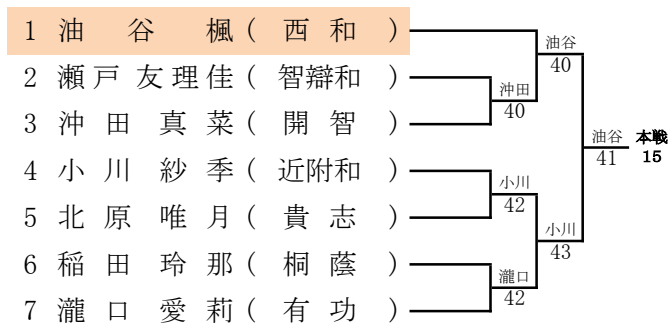 1 油谷 楓 ( 西和 )
2 瀬戸 友理佳 ( 智辯和 )
3 沖田 真菜 ( 開智 )
4 小川 紗季 ( 近附和 )
5 北原 唯月 ( 貴志 )
6 稲田 玲那 ( 桐蔭 )
7 瀧口 愛莉 ( 有功 )
沖田
40
小川
42
瀧口
42
油谷
40
小川
43
油谷
41
本戦
15